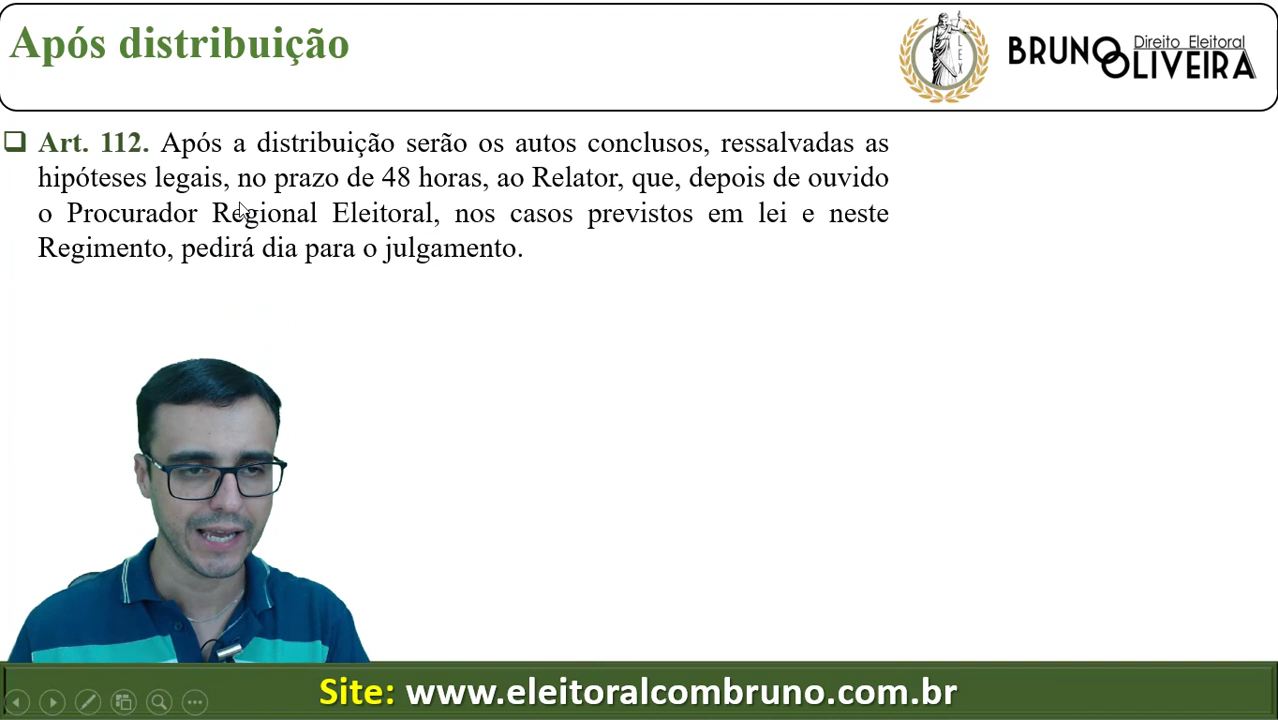 Após distribuição
LEX
BRUNO Direito Eleitoral
OLIVEIRA
Art. 112. Após a distribuição serão os autos conclusos, ressalvadas as
hipóteses legais, no prazo de 48 horas, ao Relator, que, depois de ouvido
o Procurador Regional Eleitoral, nos casos previstos em lei e neste
Regimento, pedirá dia para o julgamento.
Site: www.eleitoralcombruno.com.br